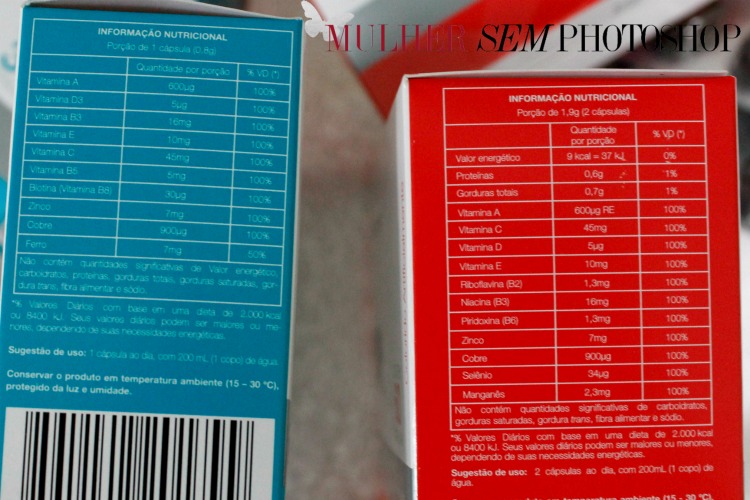 MULHER SEM PHOTOSHOP
INFORMAÇÃO NUTRICIONAL
Porção de 1 cápsula (0,8g)
Quantidade por porção % VD (*)
Vitamina A 600µg 100%
Vitamina D3 5µg 100%
Vitamina B3 16mg 100%
Vitamina E 10mg 100%
Vitamina C 45mg 100%
Vitamina B5 5mg 100%
Biotina (Vitamina B8) 30µg 100%
Zinco 7mg 100%
Cobre 900µg 100%
Ferro 7mg 50%
Não contém quantidades significativas de Valor energético,
carboidratos, proteínas, gorduras totais, gorduras saturadas, gor-
dura trans, fibra alimentar e sódio.
*% Valores Diários com base em uma dieta de 2.000 kcal
ou 8400 kJ. Seus valores diários podem ser maiores ou me-
nores, dependendo de suas necessidades energéticas.
Sugestão de uso: 1 cápsula ao dia, com 200 mL (1 copo) de água.
Conservar o produto em temperatura ambiente (15 – 30 ºC),
protegido da luz e umidade.
INFORMAÇÃO NUTRICIONAL
Porção de 1,9g (2 cápsulas)
Quantidade
por porção
% VD (*)
Valor energético 9 kcal = 37 kJ 0%
Proteínas 0,6g 1%
Gorduras totais 0,7g 1%
Vitamina A 600µg RE 100%
Vitamina C 45mg 100%
Vitamina D 5µg 100%
Vitamina E 10mg 100%
Riboflavina (B2) 1,3mg 100%
Niacina (B3) 16mg 100%
Piridoxina (B6) 1,3mg 100%
Zinco 7mg 100%
Cobre 900µg 100%
Selênio 34µg 100%
Manganês 2,3mg 100%
Não contém quantidades significativas de carboidratos,
gorduras saturadas, gordura trans, fibra alimentar e sódio.
*% Valores Diários com base em uma dieta de 2.000 kcal
ou 8400 kJ. Seus valores diários podem ser maiores ou menores,
dependendo de suas necessidades energéticas.
Sugestão de uso: 2 cápsulas ao dia, com 200mL (1 copo) de
água.
em temperatura ambiente (15 – 30 ºC),